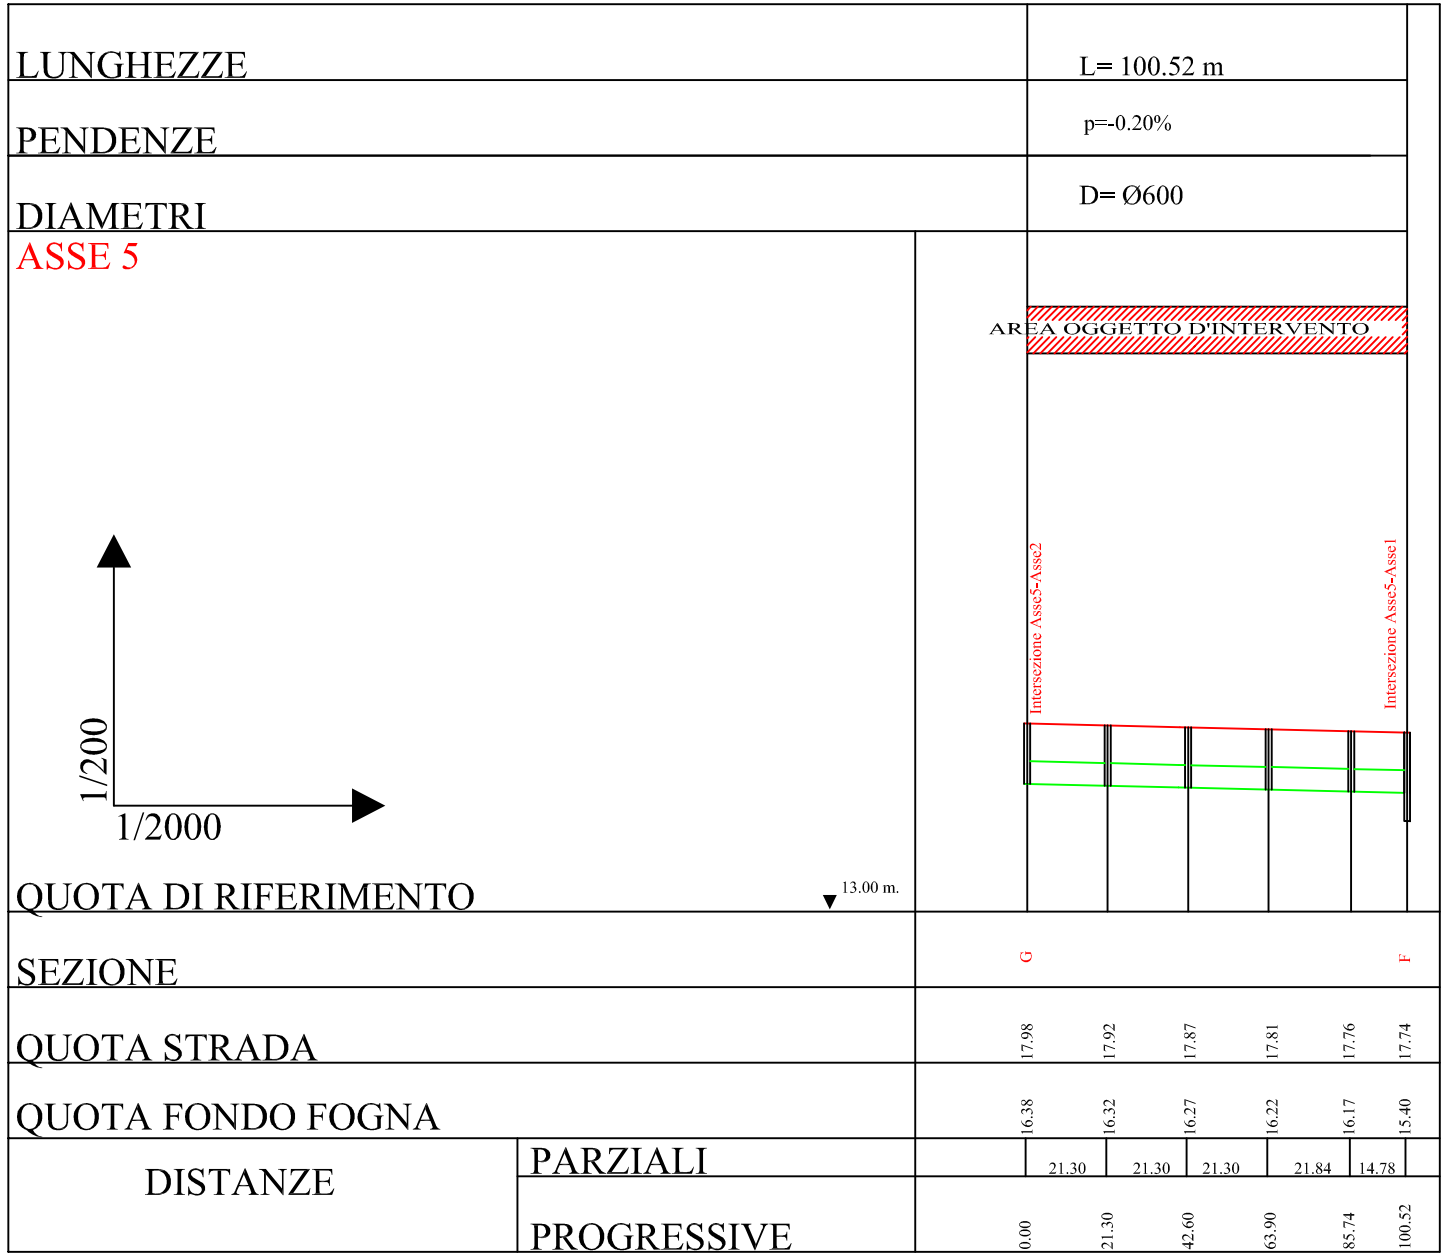 LUNGHEZZE
L= 100.52 m
PENDENZE
p=-0.20%
DIAMETRI
D= Ø600
ASSE 5
AREA OGGETTO D'INTERVENTO
Intersezione Asse5-Asse2
Intersezione Asse5-Asse1
1/200
1/2000
QUOTA DI RIFERIMENTO
13.00 m.
SEZIONE
G F
QUOTA STRADA
17.98 17.92 17.87 17.81 17.76 17.74
QUOTA FONDO FOGNA
16.38 16.32 16.27 16.22 16.17 15.40
DISTANZE
PARZIALI
21.30 21.30 21.30 21.84 14.78
PROGRESSIVE
0.00 21.30 42.60 63.90 85.74 100.52